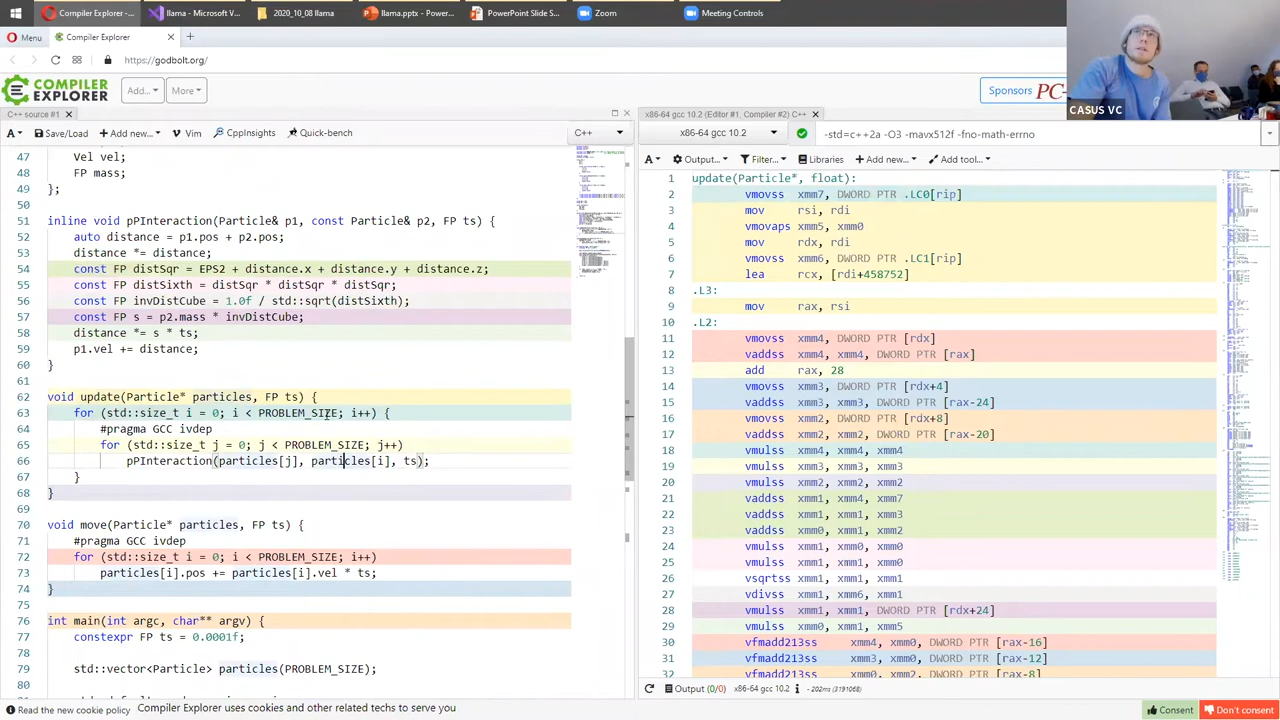 Compiler Explorer
llama - Microsoft V...
2020_10_08 llama
llama.pptx - Power...
PowerPoint Slide S...
Zoom
Meeting Controls
Menu
Compiler Explorer
https://godbolt.org/
COMPILER EXPLORER
Add...
More
Sponsors
PC-
CASUS VC
C++ source #1
x86-64 gcc 10.2 (Editor #1, Compiler #2) C++
A
Save/Load
Add new...
Vim
CppInsights
Quick-bench
C++
x86-64 gcc 10.2
-std=c++2a -O3 -mavx512f -fno-math-errno
A
Output...
Filter...
Libraries
Add new...
Add tool...
47 Vel vel;
48 FP mass;
49 };
50
51 inline void pPInteraction(Particle& p1, const Particle& p2, FP ts) {
52 auto distance = p1.pos - p2.pos;
53 distance *= distance;
54 const FP distSqr = EPS2 + distance.x + distance.y + distance.z;
55 const FP distSixth = distSqr * distSqr * distSqr;
56 const FP invDistCube = 1.0f / std::sqrt(distSixth);
57 const FP s = p2.mass * invDistCube;
58 distance *= s * ts;
59 p1.vel += distance;
60 }
61
62 void update(Particle* particles, FP ts) {
63 for (std::size_t i = 0; i < PROBLEM_SIZE; i++) {
64 #pragma GCC ivdep
65 for (std::size_t j = 0; j < PROBLEM_SIZE; j++)
66 pPInteraction(particles[j], particles[i], ts);
67 }
68 }
69
70 void move(Particle* particles, FP ts) {
71 #pragma GCC ivdep
72 for (std::size_t i = 0; i < PROBLEM_SIZE; i++)
73 particles[i].pos += particles[i].vel * ts;
74 }
75
76 int main(int argc, char** argv) {
77 constexpr FP ts = 0.0001f;
78
79 std::vector<Particle> particles(PROBLEM_SIZE);
80
1 update(Particle*, float):
2 vmovss xmm7, DWORD PTR .LC0[rip]
3 mov rsi, rdi
4 vmovaps xmm5, xmm0
5 mov rdx, rdi
6 vmovss xmm6, DWORD PTR .LC1[rip]
7 lea rcx, [rdi+458752]
8 .L3:
9 mov rax, rsi
10 .L2:
11 vmovss xmm4, DWORD PTR [rdx]
12 vaddss xmm4, xmm4, DWORD PTR [rax]
13 add rax, 28
14 vmovss xmm3, DWORD PTR [rdx+4]
15 vaddss xmm3, xmm3, DWORD PTR [rax-24]
16 vmovss xmm2, DWORD PTR [rdx+8]
17 vaddss xmm2, xmm2, DWORD PTR [rax-20]
18 vmulss xmm4, xmm4, xmm4
19 vmulss xmm3, xmm3, xmm3
20 vmulss xmm2, xmm2, xmm2
21 vaddss xmm1, xmm4, xmm7
22 vaddss xmm1, xmm1, xmm3
23 vaddss xmm0, xmm1, xmm2
24 vmulss xmm1, xmm0, xmm0
25 vmulss xmm1, xmm1, xmm0
26 vsqrtss xmm1, xmm1, xmm1
27 vdivss xmm1, xmm6, xmm1
28 vmulss xmm1, xmm1, DWORD PTR [rdx+24]
29 vmulss xmm0, xmm1, xmm5
30 vfmadd213ss xmm4, xmm0, DWORD PTR [rax-16]
31 vfmadd213ss xmm3, xmm0, DWORD PTR [rax-12]
32 vfmadd213ss xmm0, xmm2, DWORD PTR [rax-8]
Output (0/0) x86-64 gcc 10.2 i - 202ms (319106B)
Read the new cookie policy
Compiler Explorer uses cookies and other related techs to serve you
Consent
Don't consent